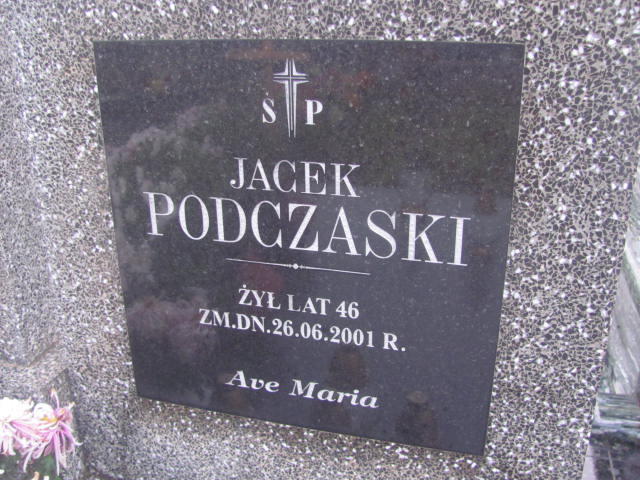 Ś P
JACEK
PODCZASKI
ŻYŁ LAT 46
ZM.DN.26.06.2001 R.
Ave Maria